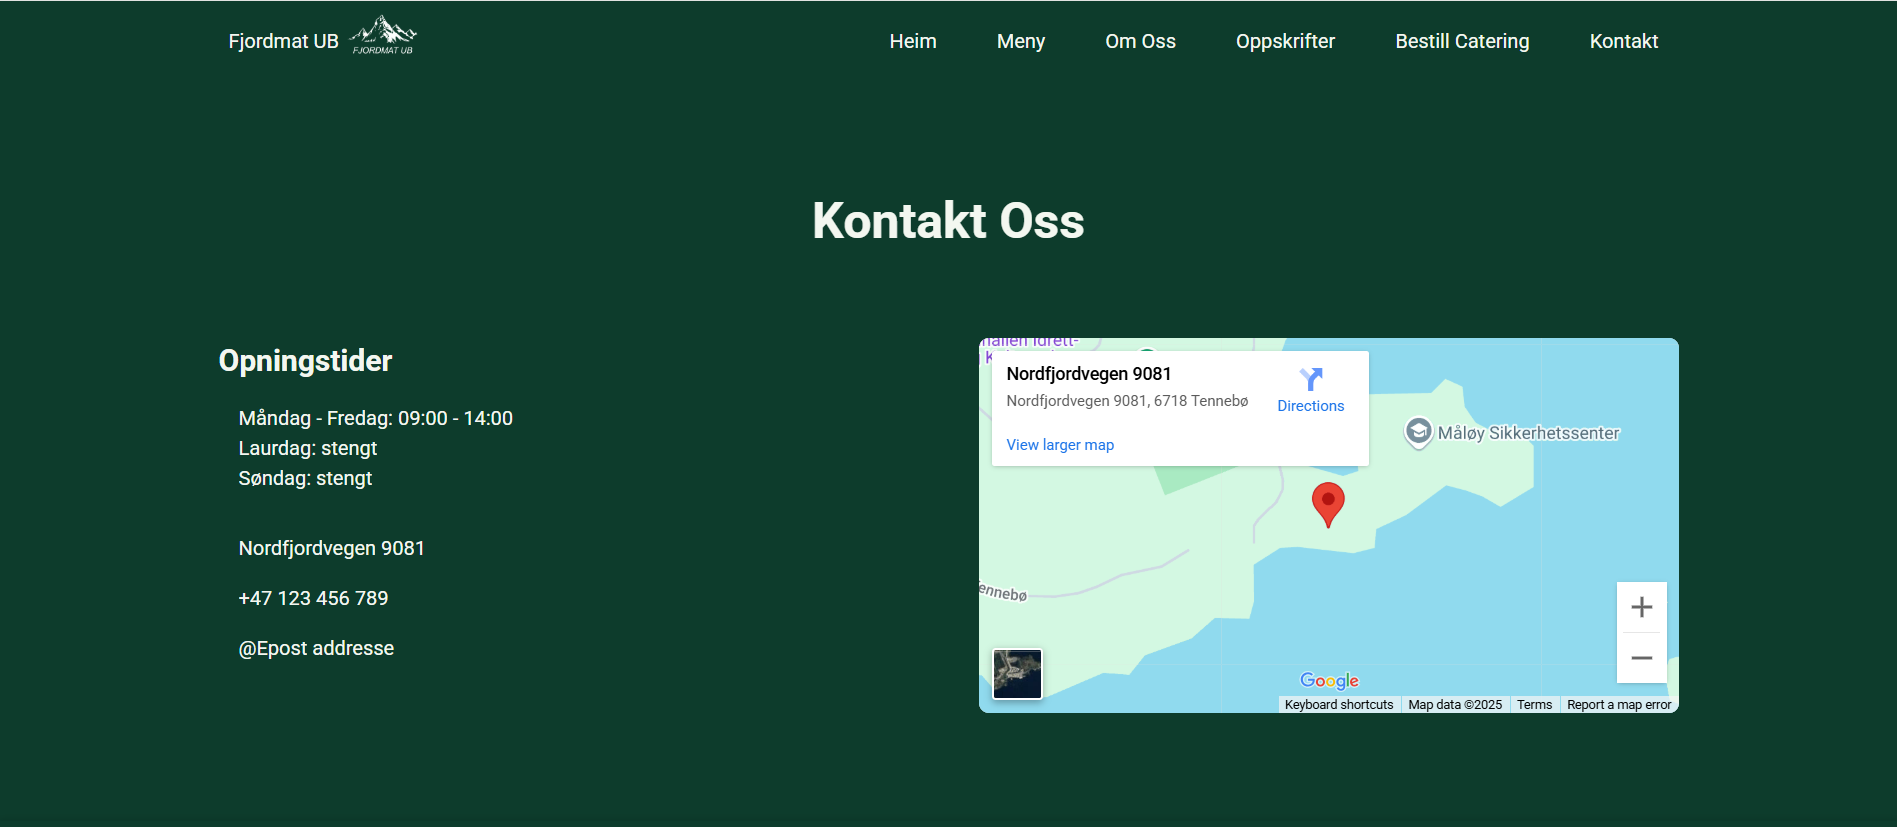 Fjordmat UB
FJORDMAT UB
Heim
Meny
Om Oss
Oppskrifter
Bestill Catering
Kontakt
Kontakt Oss
Opningstider
Måndag - Fredag: 09:00 - 14:00
Laurdag: stengt
Søndag: stengt
Nordfjordvegen 9081
+47 123 456 789
@Epost addresse
Idrett-
Nordfjordvegen 9081
Nordfjordvegen 9081, 6718 Tennebø
Directions
View larger map
Måløy Sikkerhetssenter
ennebø
Google
Keyboard shortcuts
Map data ©2025
Terms
Report a map error